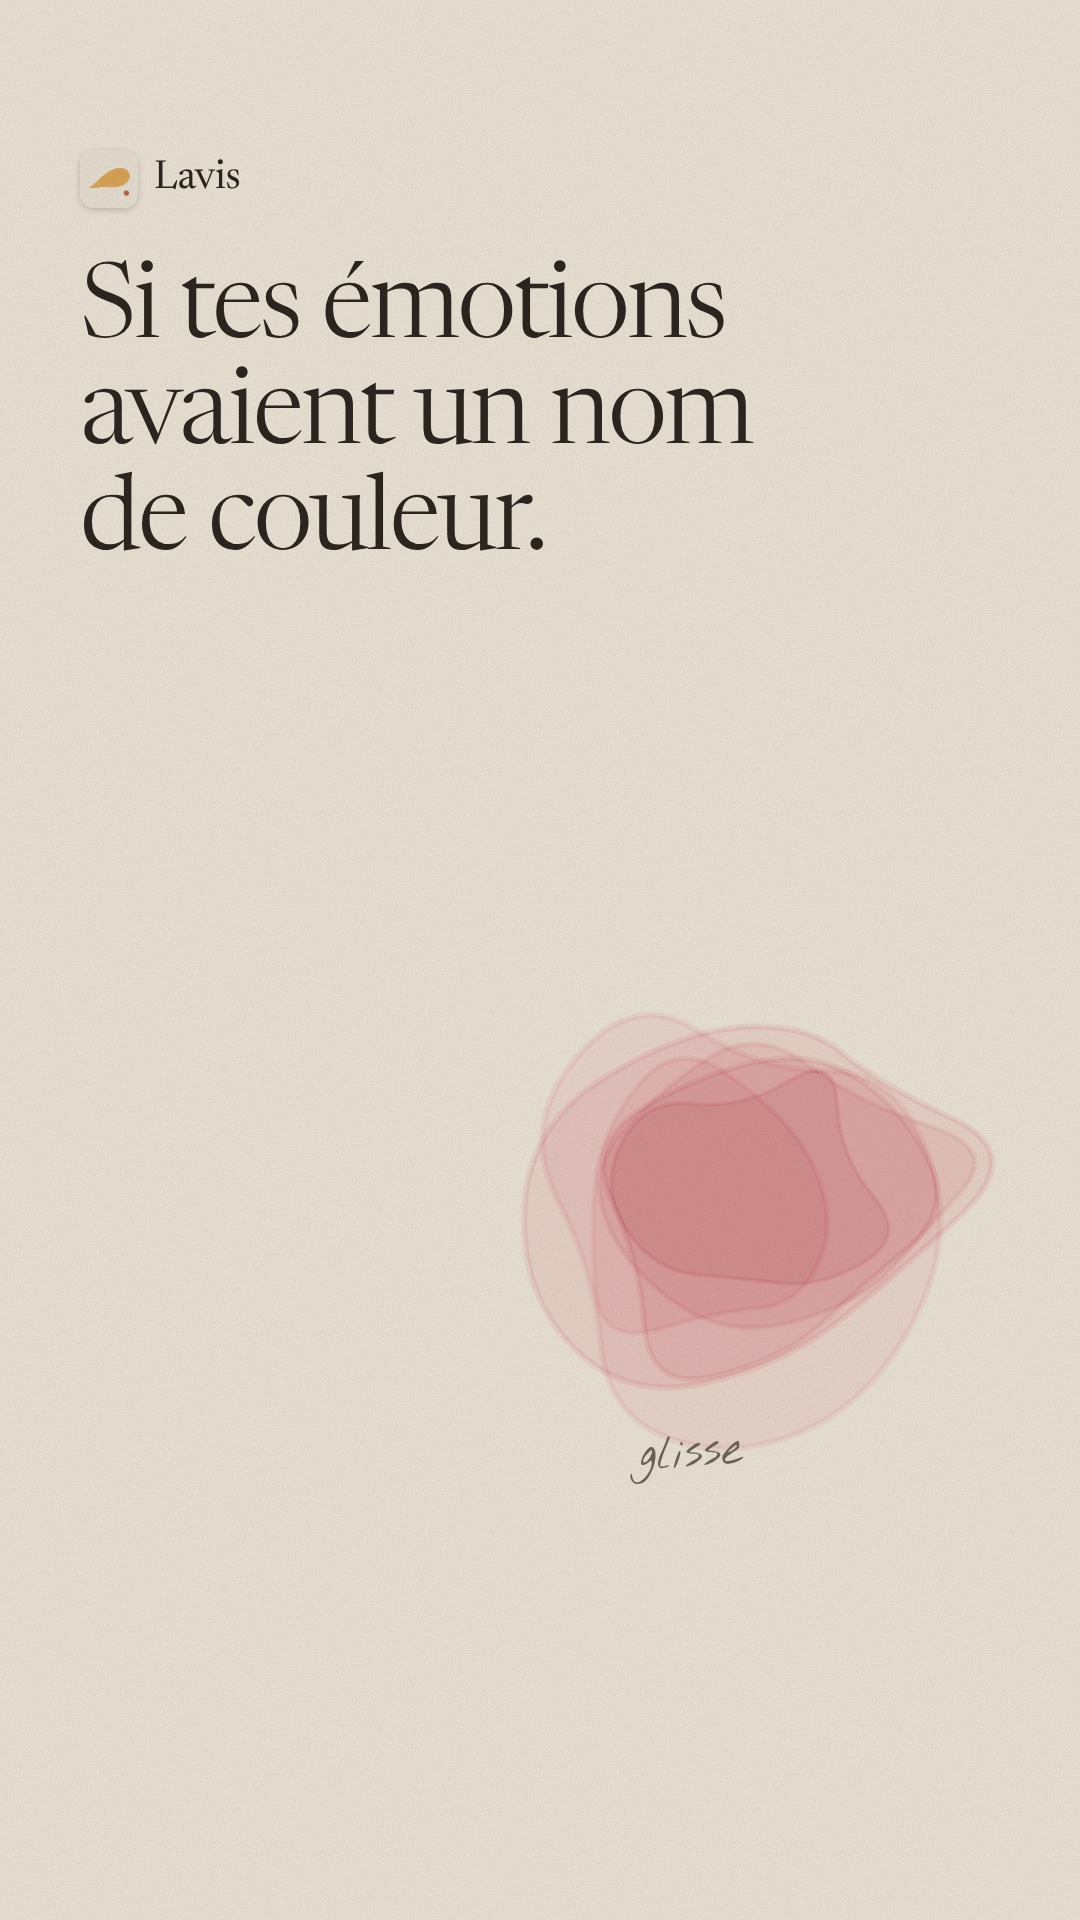 Lavis
Si tes émotions
avaient un nom
de couleur.
glisse